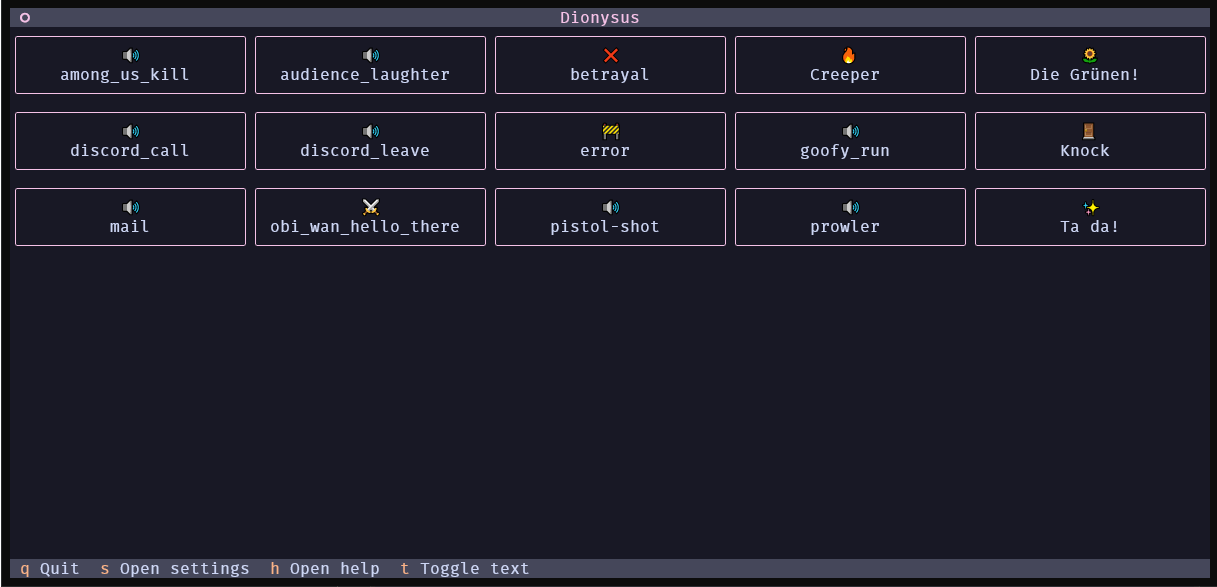 Dionysus
among_us_kill
audience_laughter
betrayal
Creeper
Die Grünen!
discord_call
discord_leave
error
goofy_run
Knock
mail
obi_wan_hello_there
pistol-shot
prowler
Ta da!
q Quit s Open settings h Open help t Toggle text